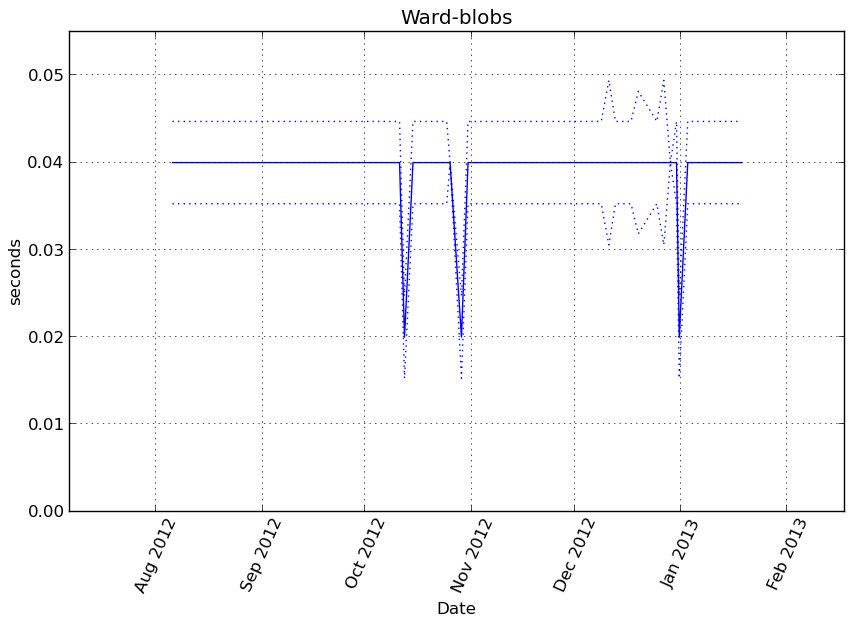 Ward-blobs
0.05
0.04
0.03
0.02
0.01
0.00
seconds
Aug 2012
Sep 2012
Oct 2012
Nov 2012
Dec 2012
Jan 2013
Feb 2013
Date